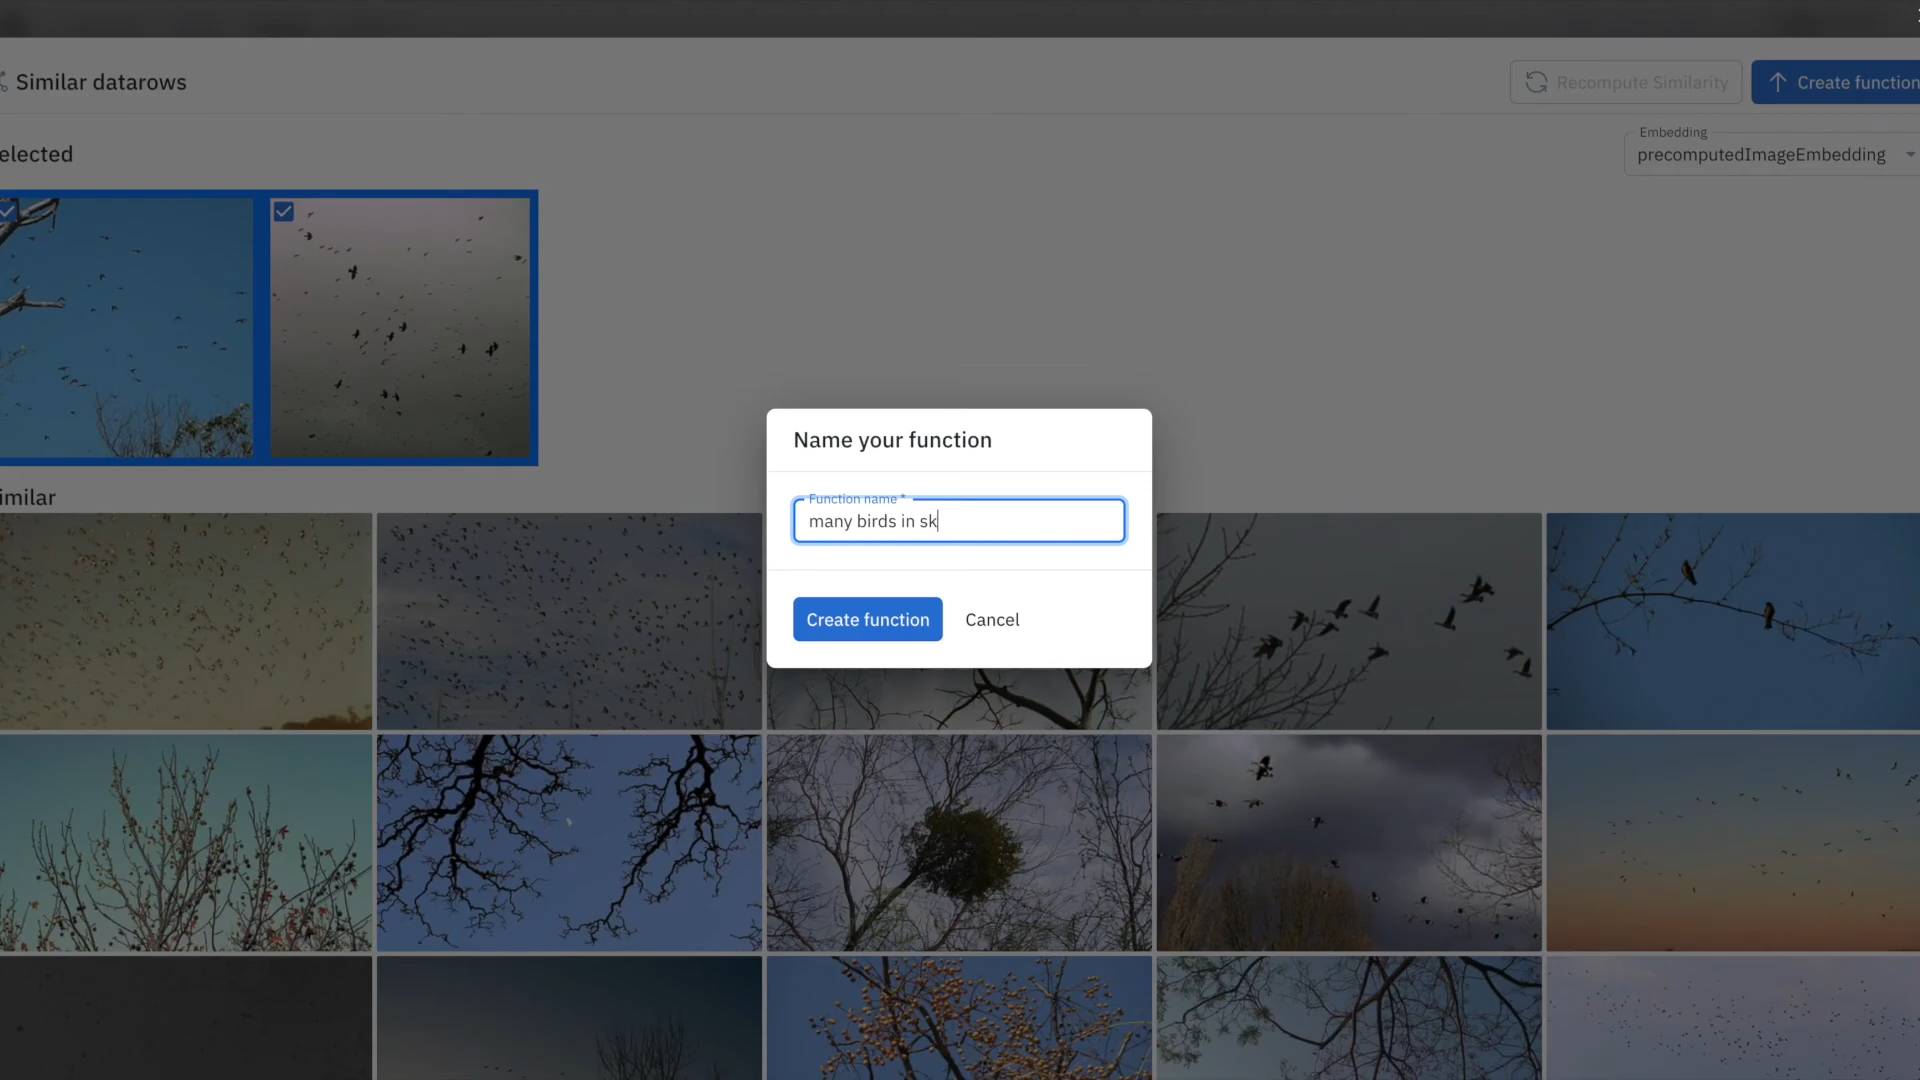 Similar datarows
Recompute Similarity
Create function
elected
Embedding
precomputedImageEmbedding
Name your function
Function name *
many birds in sk
Create function
Cancel
imilar